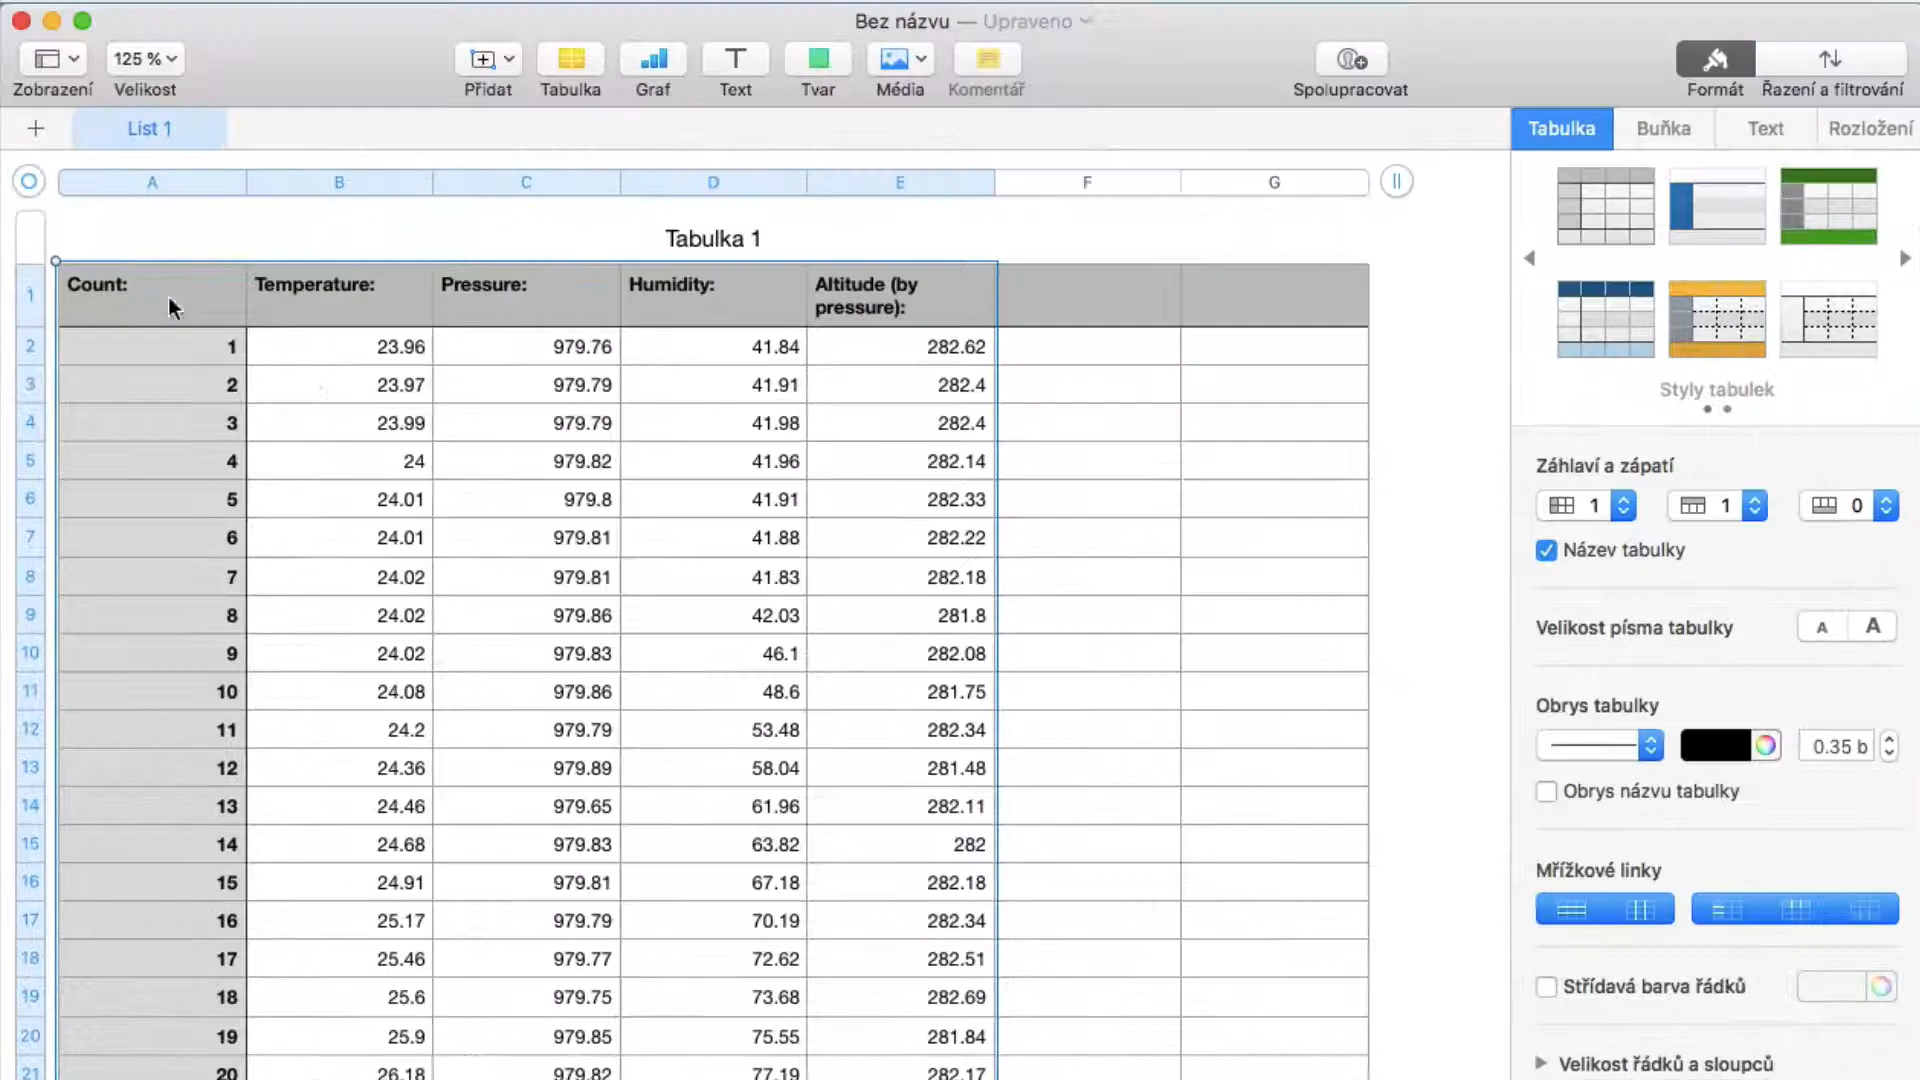 Bez názvu — Upraveno
Zobrazení
125 %
Velikost
Přidat
Tabulka
Graf
Text
Tvar
Média
Komentář
Spolupracovat
Formát
Řazení a filtrování
List 1
Tabulka
Buňka
Text
Rozložení
A B C D E F G
Tabulka 1
1 Count: Temperature: Pressure: Humidity: Altitude (by
pressure):
2 1 23.96 979.76 41.84 282.62
3 2 23.97 979.79 41.91 282.4
4 3 23.99 979.79 41.98 282.4
5 4 24 979.82 41.96 282.14
6 5 24.01 979.8 41.91 282.33
7 6 24.01 979.81 41.88 282.22
8 7 24.02 979.81 41.83 282.18
9 8 24.02 979.86 42.03 281.8
10 9 24.02 979.83 46.1 282.08
11 10 24.08 979.86 48.6 281.75
12 11 24.2 979.79 53.48 282.34
13 12 24.36 979.89 58.04 281.48
14 13 24.46 979.65 61.96 282.11
15 14 24.68 979.83 63.82 282
16 15 24.91 979.81 67.18 282.18
17 16 25.17 979.79 70.19 282.34
18 17 25.46 979.77 72.62 282.51
19 18 25.6 979.75 73.68 282.69
20 19 25.9 979.85 75.55 281.84
21 20 26.18 979.82 77.19 282.17
Styly tabulek
Záhlaví a zápatí
1 1 0
Název tabulky
Velikost písma tabulky
A A
Obrys tabulky
0.35 b
Obrys názvu tabulky
Mřížkové linky
Střídavá barva řádků
Velikost řádků a sloupců